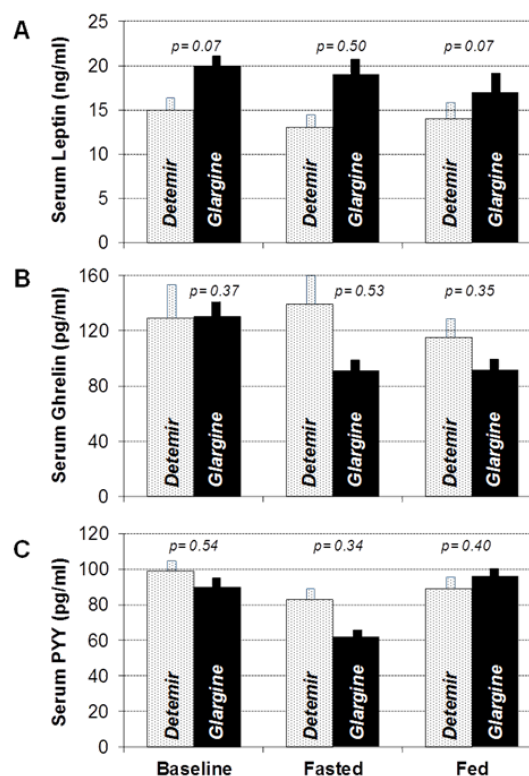 A
Serum Leptin (ng/ml)
25
20
15
10
5
0
p= 0.07
p= 0.50
p= 0.07
Detemir
Glargine
Detemir
Glargine
Detemir
Glargine
B
Serum Ghrelin (pg/ml)
160
120
80
40
0
p= 0.37
p= 0.53
p= 0.35
Detemir
Glargine
Detemir
Glargine
Detemir
Glargine
C
Serum PYY (pg/ml)
120
100
80
60
40
20
0
p= 0.54
p= 0.34
p= 0.40
Detemir
Glargine
Detemir
Glargine
Detemir
Glargine
Baseline
Fasted
Fed